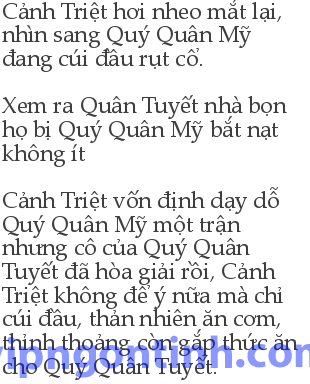 Cảnh Triệt hơi nheo mắt lại,
nhìn sang Quý Quân Mỹ
đang cúi đầu rụt cổ.
Xem ra Quân Tuyết nhà bọn
họ bị Quý Quân Mỹ bắt nạt
không ít
Cảnh Triệt vốn định dạy dỗ
Quý Quân Mỹ một trận
nhưng cô của Quý Quân
Tuyết đã hòa giải rồi, Cảnh
Triệt không để ý nữa mà chỉ
cúi đầu, thản nhiên ăn cơm,
thỉnh thoảng còn gắp thức ăn
cho Quý Quân Tuyết.
vipngontinh.com